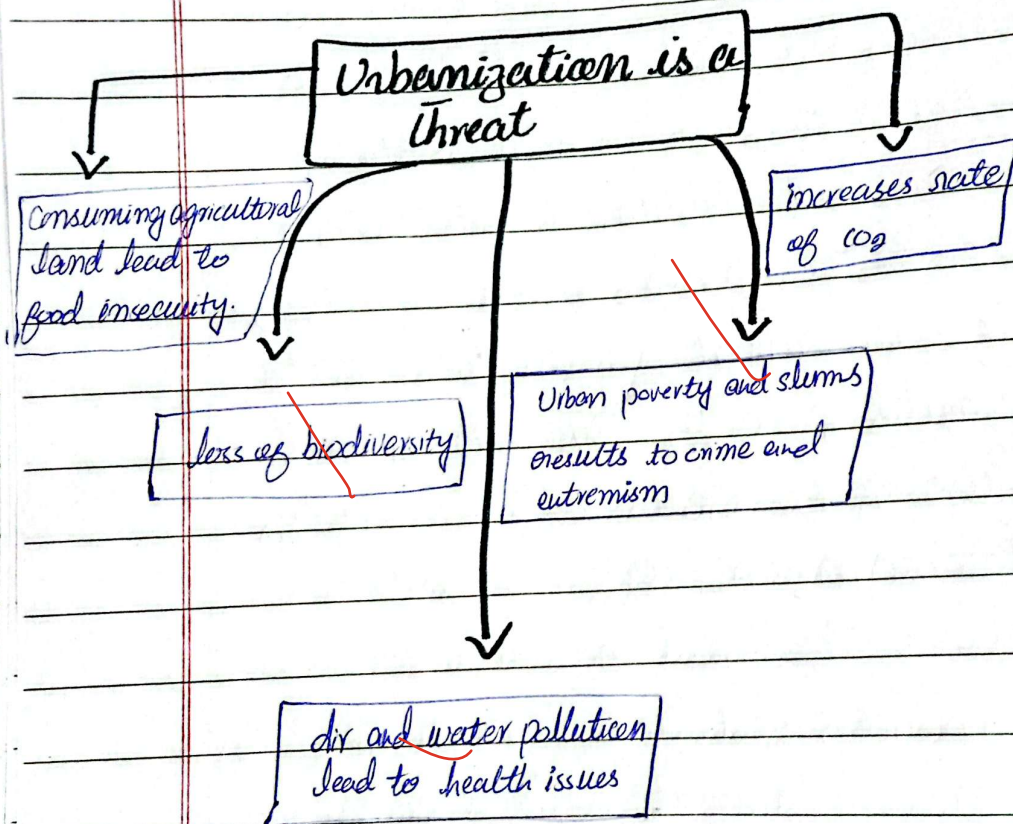 Urbanization is a
threat
Consuming agricultural
land lead to
food insecurity.
increases rate
of CO2
loss of biodiversity
Urban poverty and slums
results to crime and
extremism
air and water pollution
lead to health issues